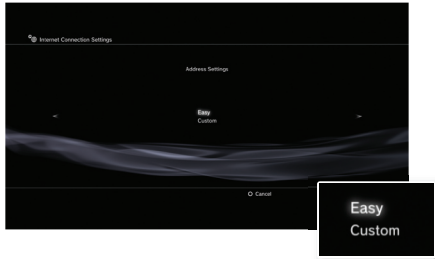 Internet Connection Settings
Address Settings
Easy
Custom
Cancel
Easy
Custom